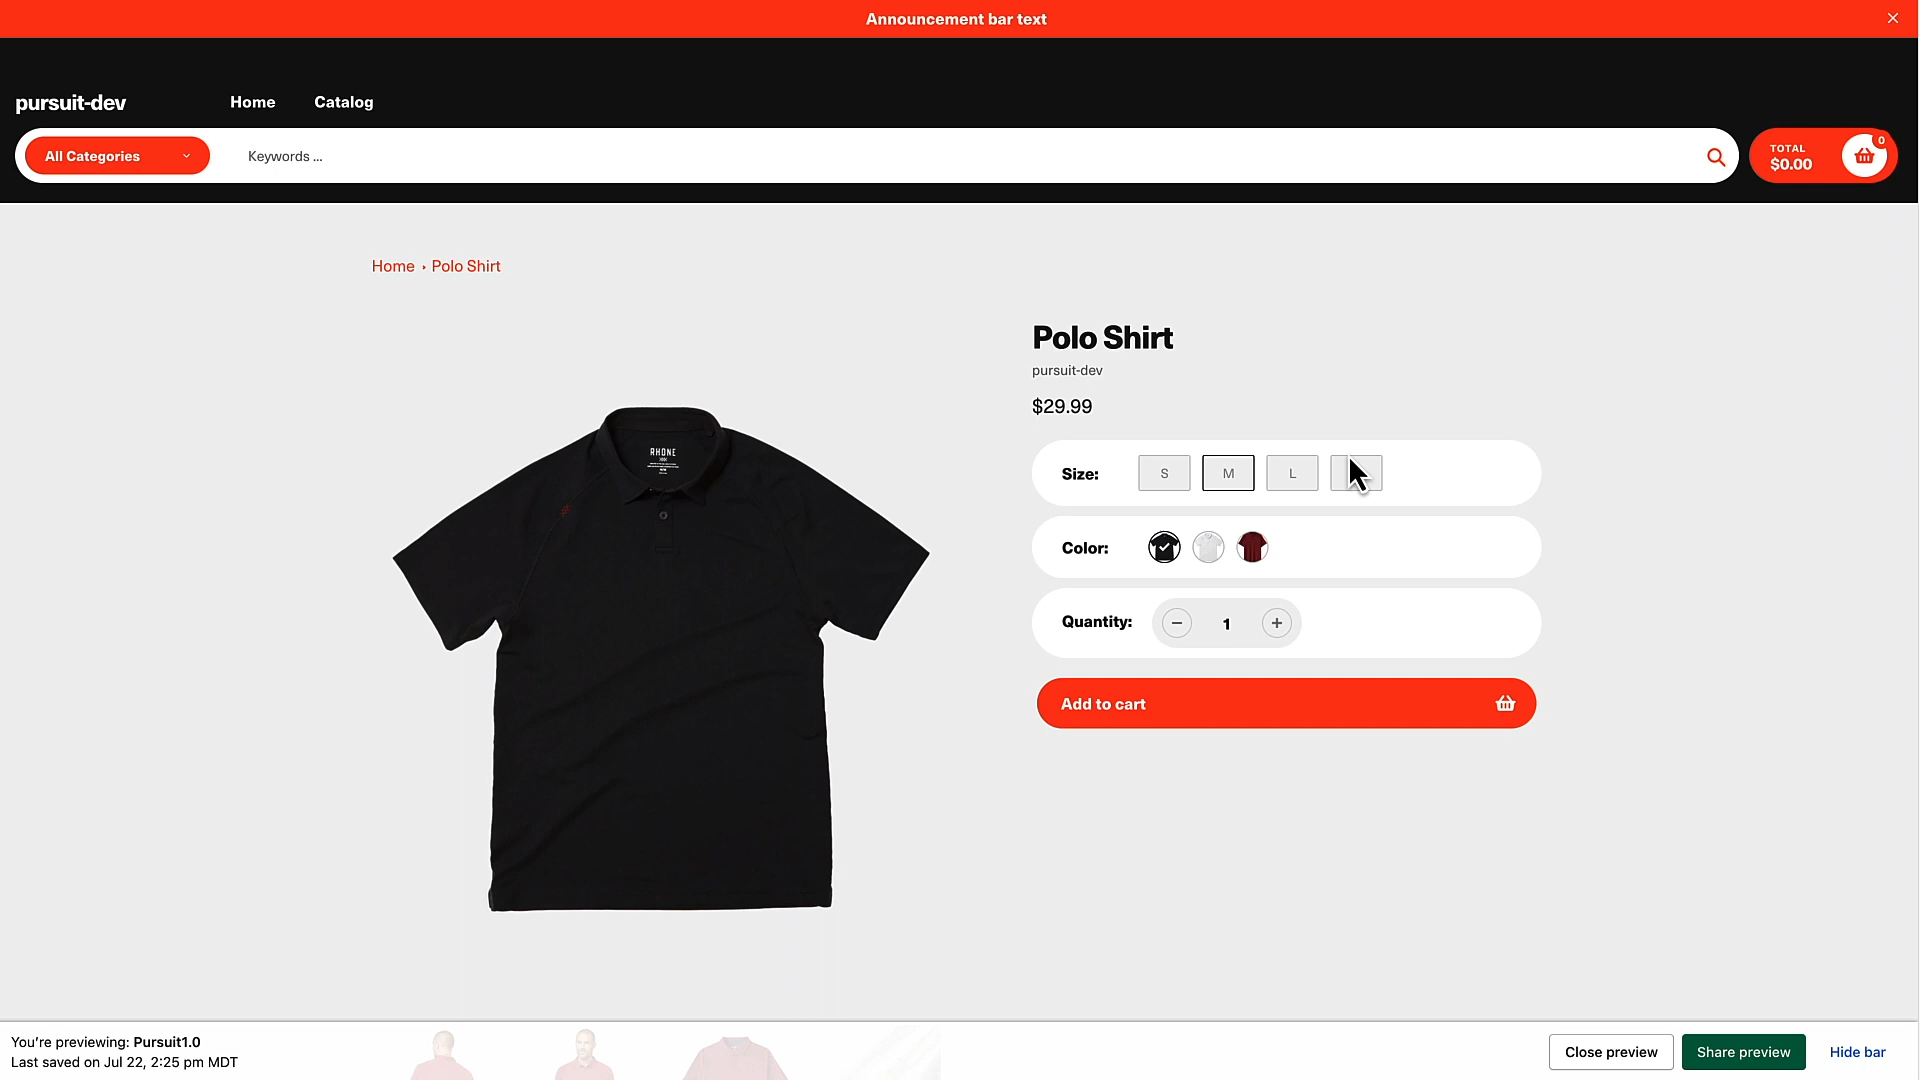 Announcement bar text
pursuit-dev
Home
Catalog
All Categories
Keywords ...
TOTAL
$0.00
0
Home › Polo Shirt
Polo Shirt
pursuit-dev
$29.99
RHONE
Size:
S
M
L
Color:
Quantity:
1
Add to cart
You're previewing: Pursuit1.0
Last saved on Jul 22, 2:25 pm MDT
Close preview
Share preview
Hide bar